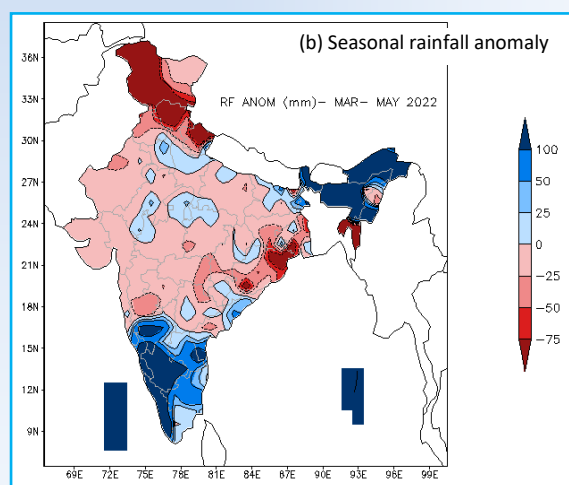 (b) Seasonal rainfall anomaly
RF ANOM (mm)– MAR– MAY 2022
36N
33N
30N
27N
24N
21N
18N
15N
12N
9N
69E 72E 75E 78E 81E 84E 87E 90E 93E 96E 99E
100
50
25
0
−25
−50
−75